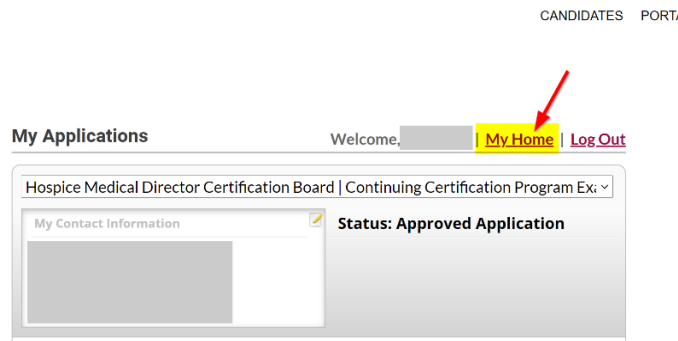 CANDIDATES
My Applications
Welcome, | My Home | Log Out
Hospice Medical Director Certification Board | Continuing Certification Program
My Contact Information
Status: Approved Application